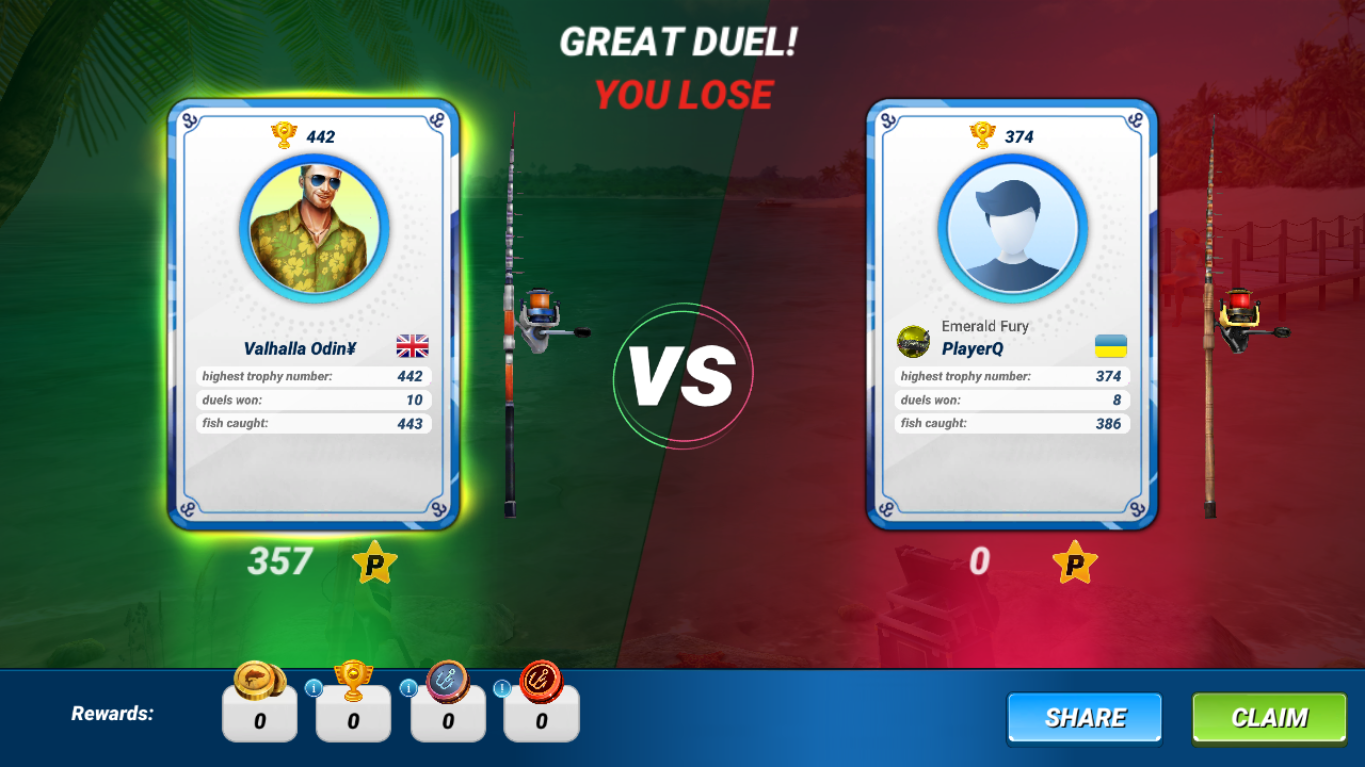 GREAT DUEL!
YOU LOSE
442
Valhalla Odin¥
highest trophy number: 442
duels won: 10
fish caught: 443
357 P
VS
374
Emerald Fury
PlayerQ
highest trophy number: 374
duels won: 8
fish caught: 386
0 P
Rewards:
0
i
0
i
0
i
0
SHARE
CLAIM